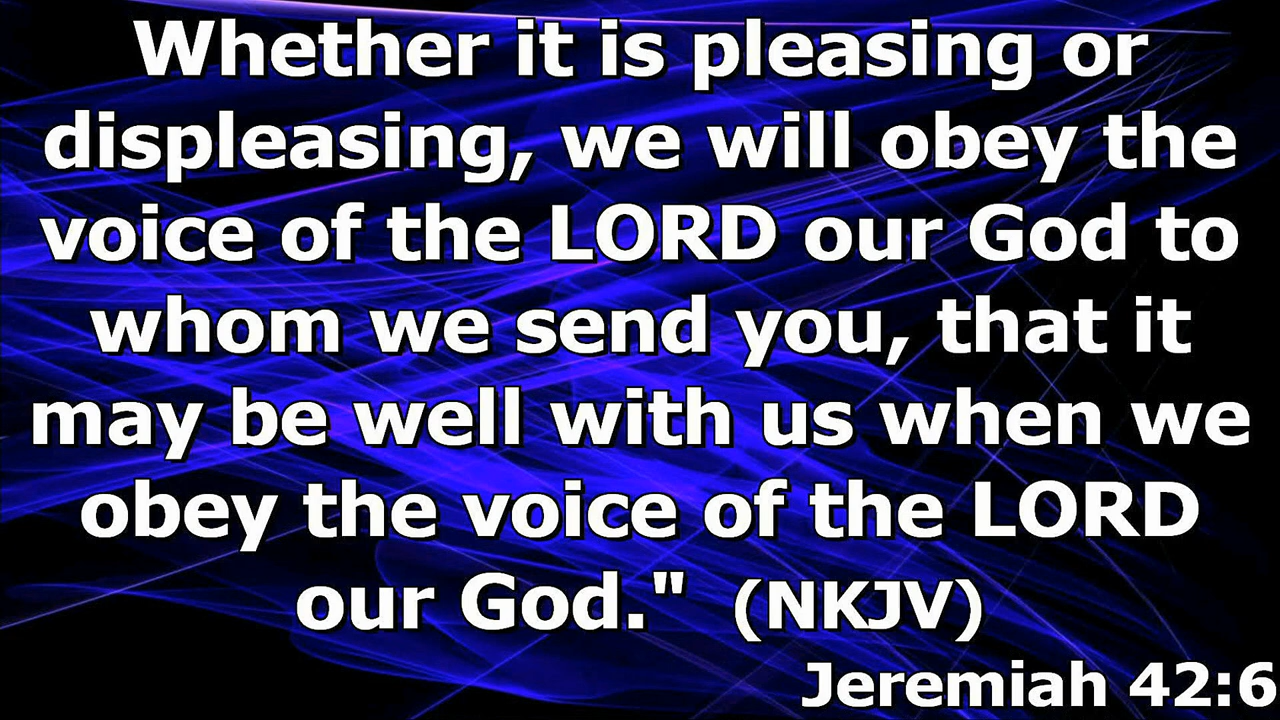 Whether it is pleasing or
displeasing, we will obey the
voice of the LORD our God to
whom we send you, that it
may be well with us when we
obey the voice of the LORD
our God." (NKJV)
Jeremiah 42:6